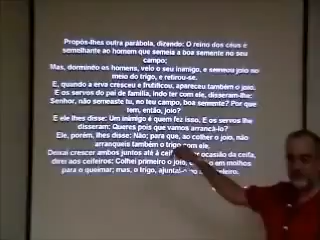 Propôs-lhes outra parábola, dizendo: O reino dos céus é
semelhante ao homem que semeia a boa semente no seu
campo;
Mas, dormindo os homens, veio o seu inimigo, e semeou joio no
meio do trigo, e retirou-se.
E, quando a erva cresceu e frutificou, apareceu também o joio.
E os servos do pai de família, indo ter com ele, disseram-lhe:
Senhor, não semeaste tu, no teu campo, boa semente? Por que
tem, então, joio?
E ele lhes disse: Um inimigo é quem fez isso. E os servos lhe
disseram: Queres pois que vamos arrancá-lo?
Ele, porém, lhes disse: Não; para que, ao colher o joio, não
arranqueis também o trigo com ele.
Deixai crescer ambos juntos até à ocasião da ceifa,
direi aos ceifeiros: Colhei primeiro o joio, em molhos
para o queimar; mas, o trigo,